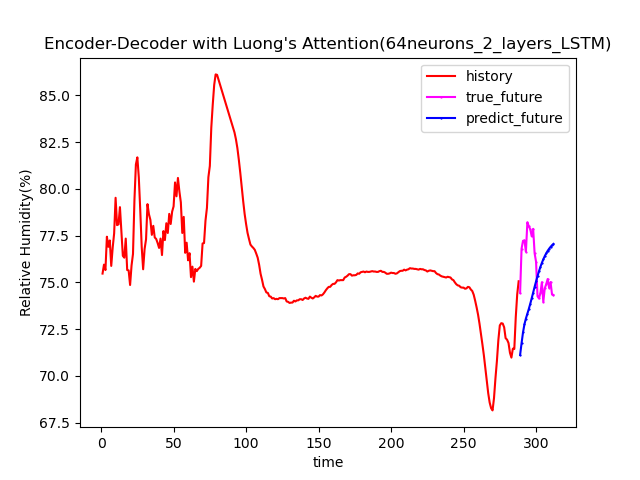 Encoder-Decoder with Luong's Attention(64neurons_2_layers_LSTM)
history
true_future
predict_future
85.0
82.5
80.0
77.5
75.0
72.5
70.0
67.5
Relative Humidity(%)
0 50 100 150 200 250 300
time